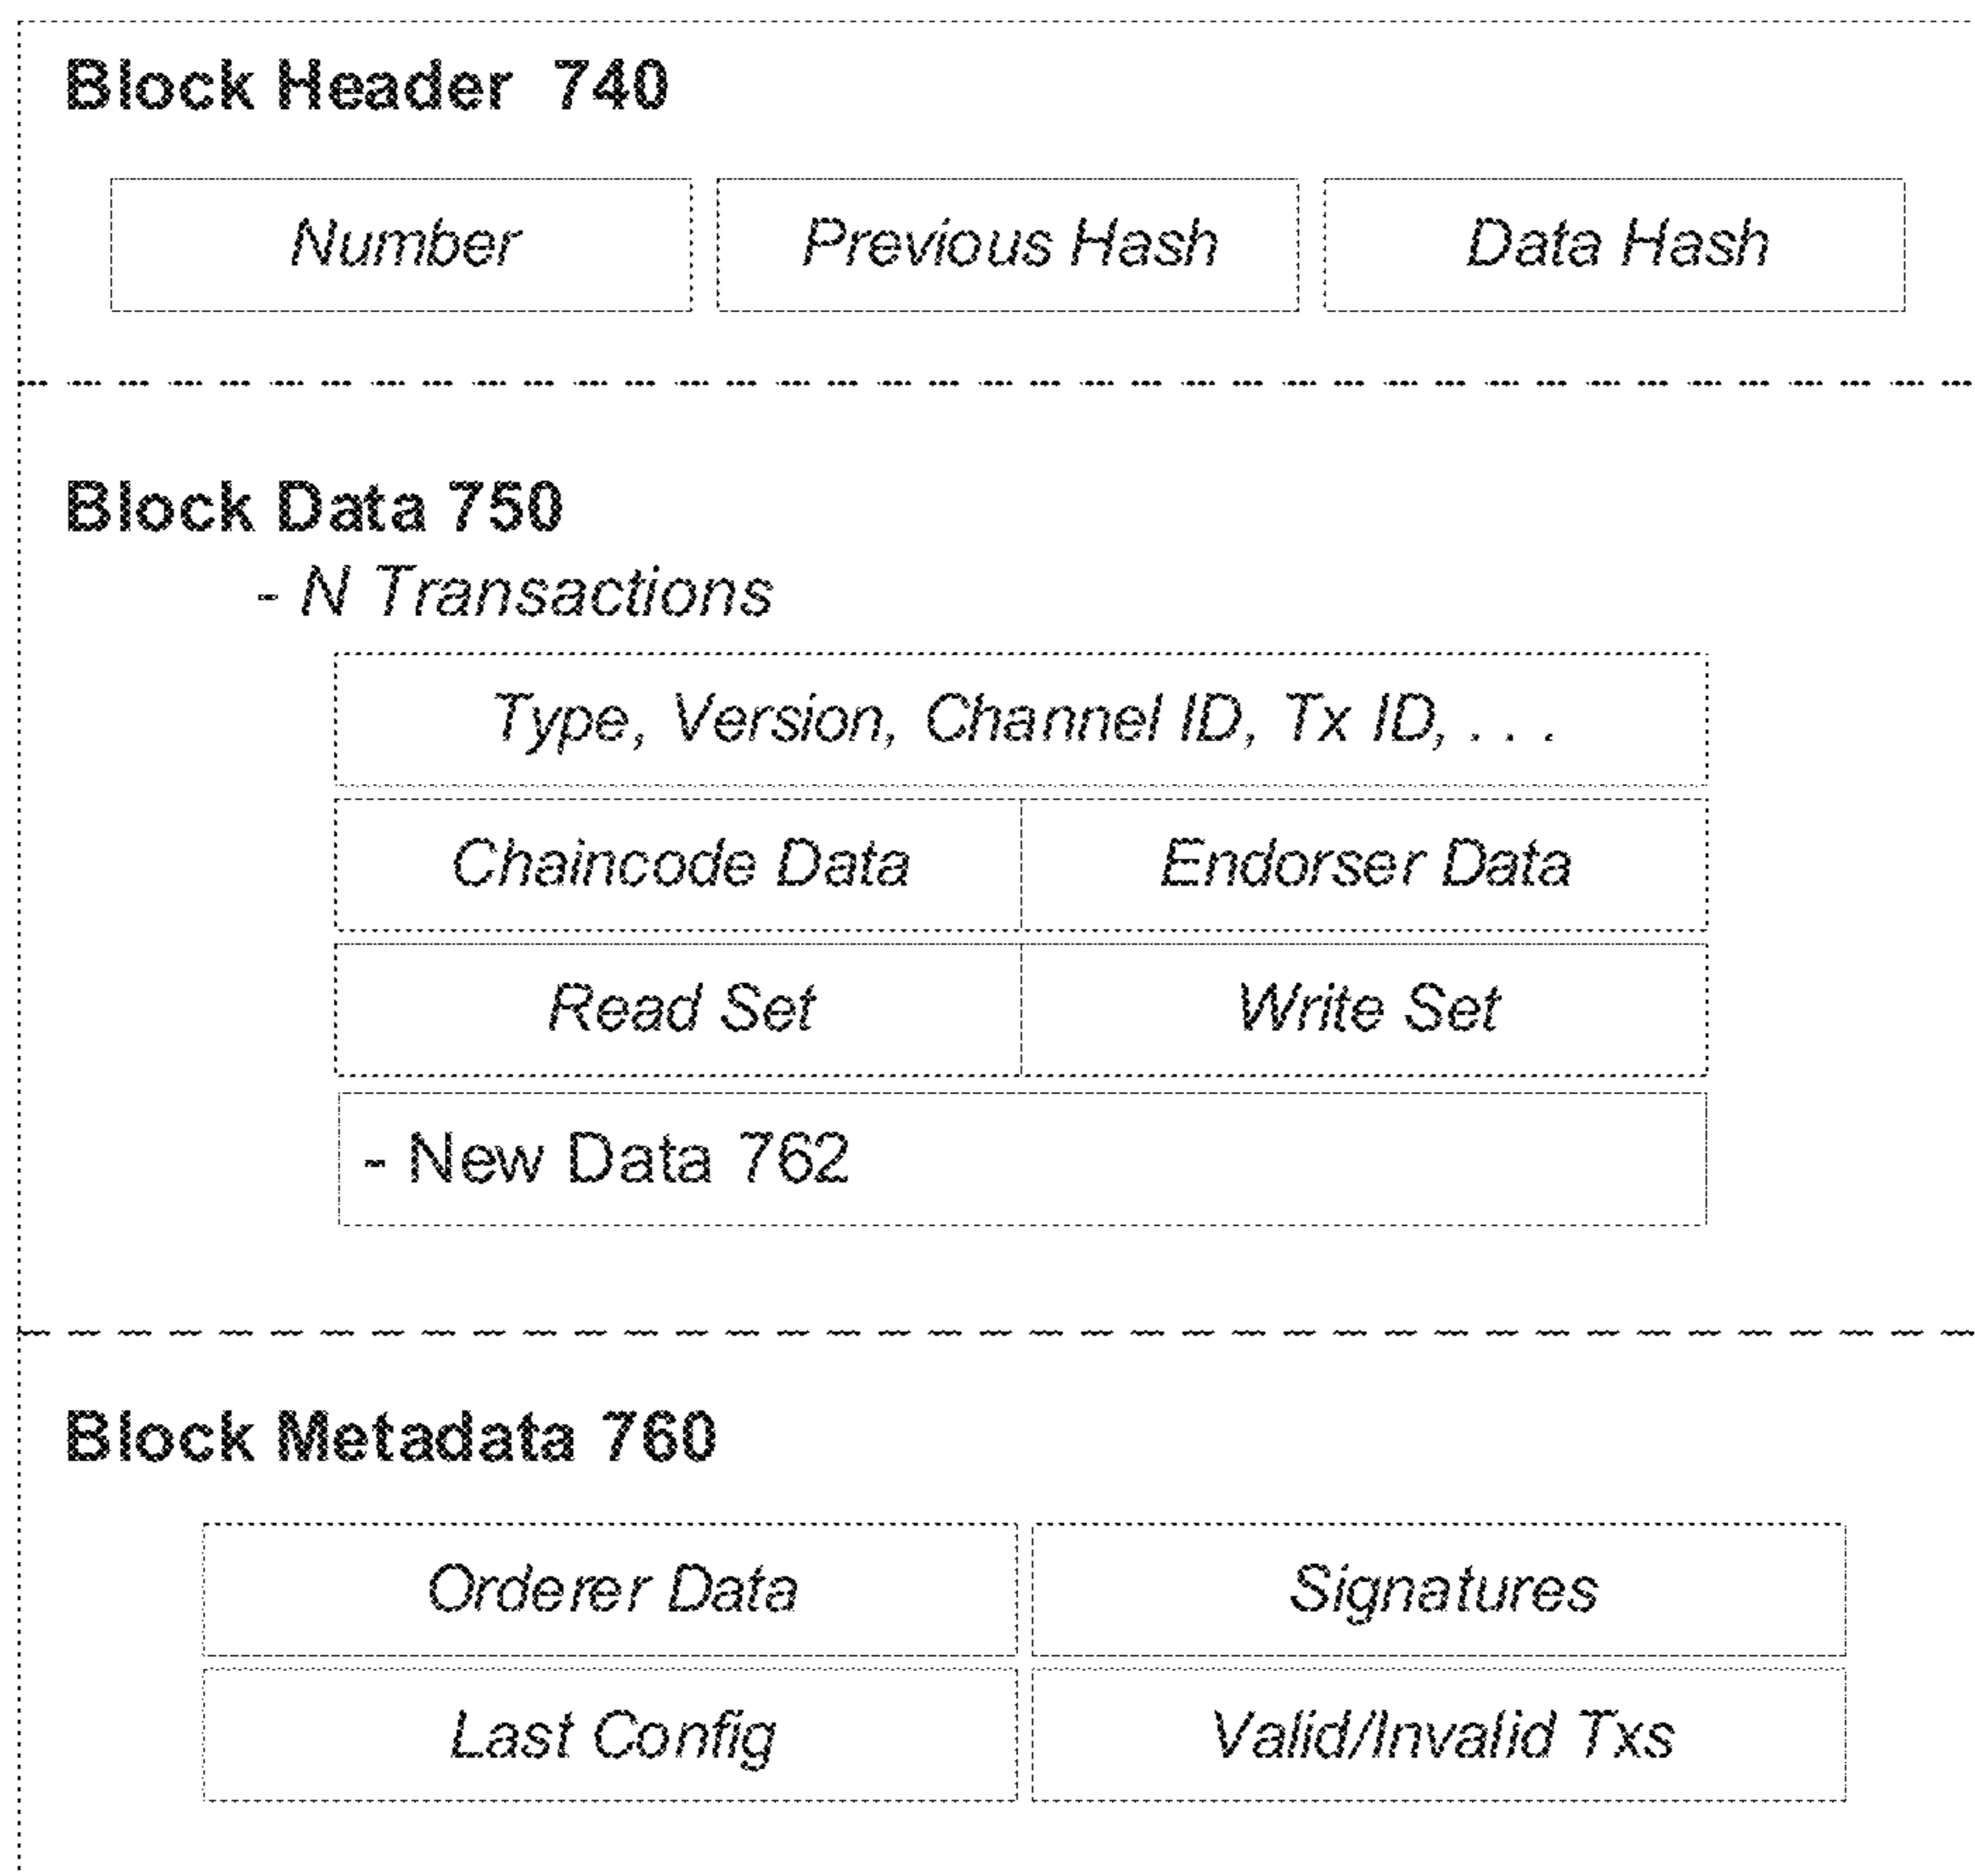 Block Header 740
Number Previous Hash Data Hash
Block Data 750
- N Transactions
Type, Version, Channel ID, Tx ID, . . .
Chaincode Data Endorser Data
Read Set Write Set
- New Data 762
Block Metadata 760
Orderer Data Signatures
Last Config Valid/Invalid Txs